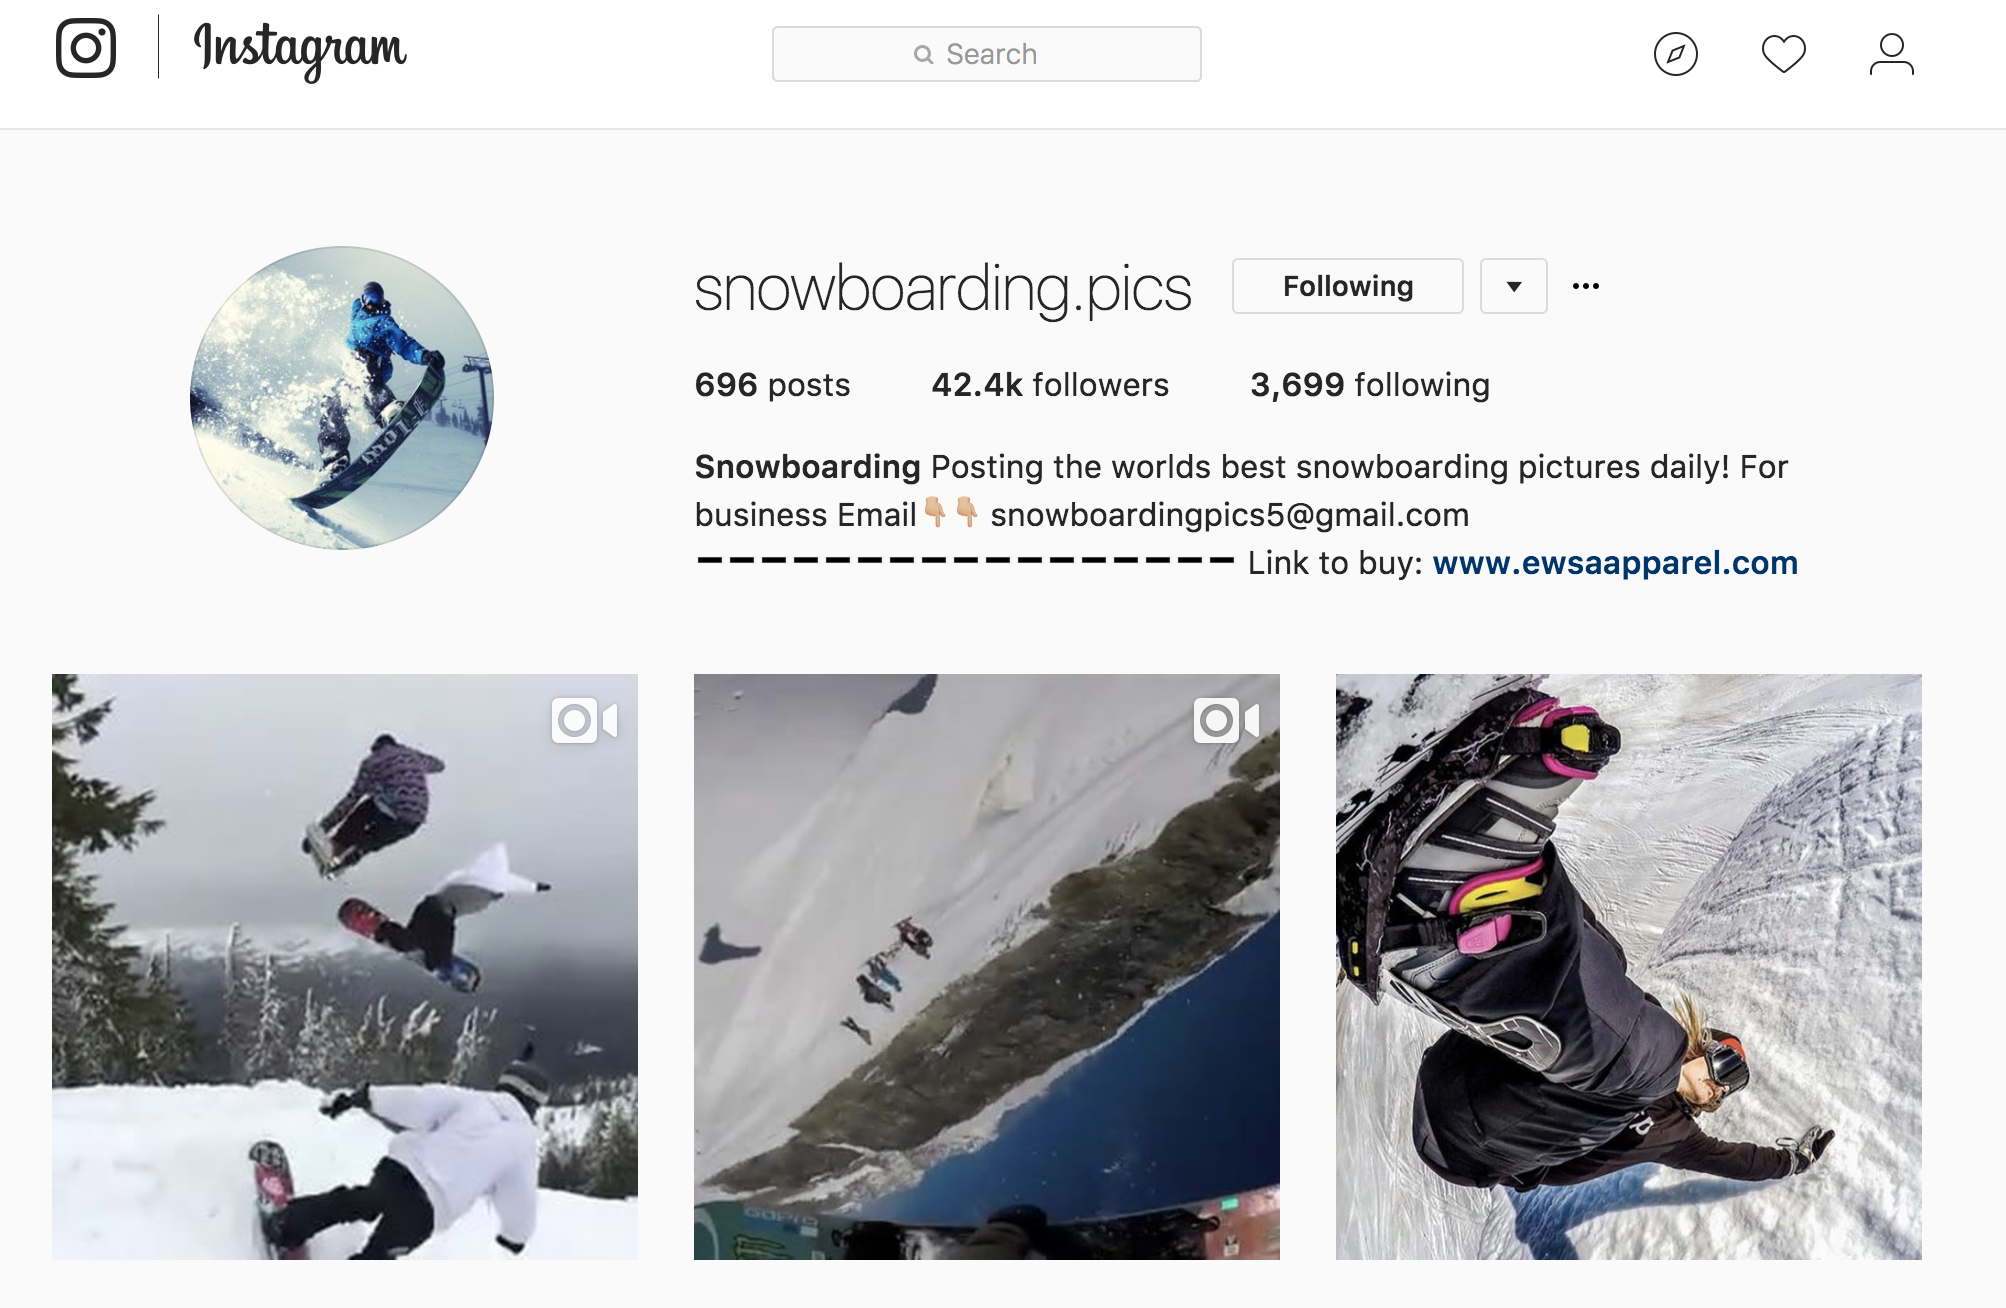 Instagram
Search
snowboarding.pics
Following
696 posts 42.4k followers 3,699 following
Snowboarding Posting the worlds best snowboarding pictures daily! For
business Email👇🏼👇🏼 snowboardingpics5@gmail.com
➖➖➖➖➖➖➖➖➖➖➖➖➖➖➖➖➖ Link to buy: www.ewsaapparel.com
GOPRO